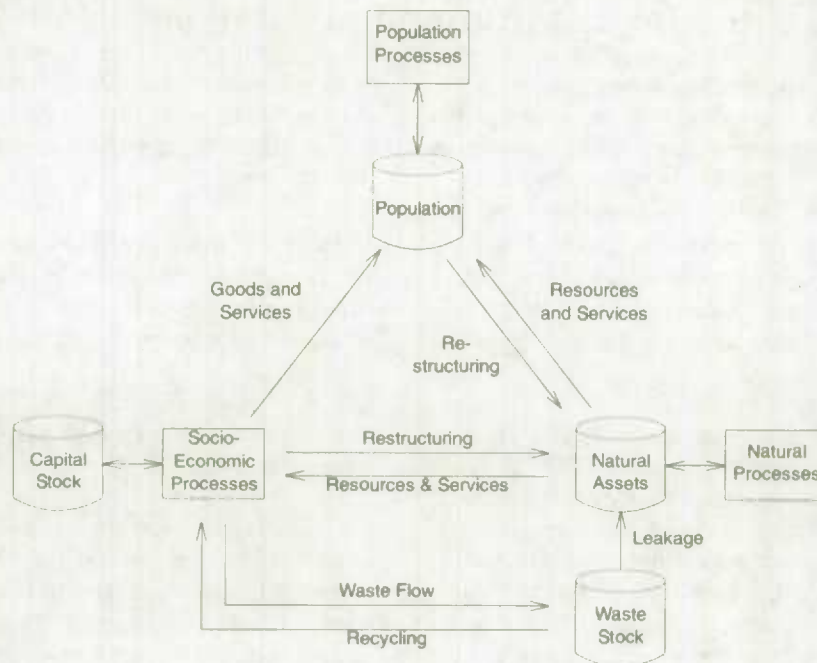 Population
Processes
Population
Goods and
Services
Resources
and Services
Re-
structuring
Capital
Stock
Socio-
Economic
Processes
Restructuring
Resources & Services
Natural
Assets
Natural
Processes
Leakage
Waste Flow
Recycling
Waste
Stock